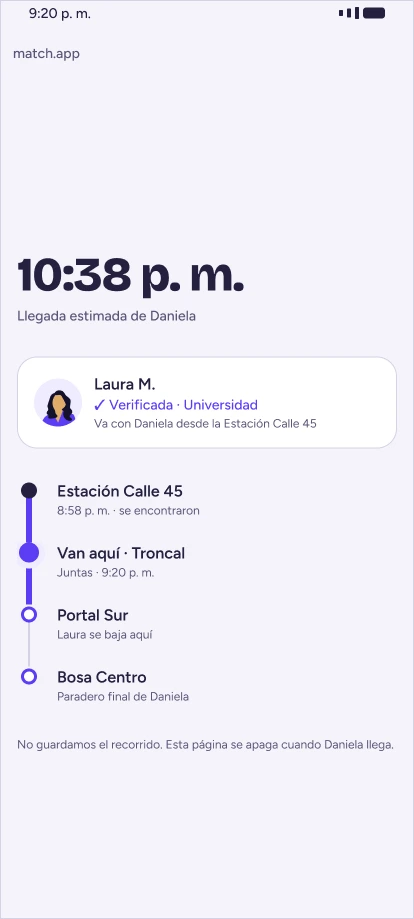 9:20 p. m.
match.app
10:38 p. m.
Llegada estimada de Daniela
Laura M.
✓ Verificada · Universidad
Va con Daniela desde la Estación Calle 45
Estación Calle 45
8:58 p. m. · se encontraron
Van aquí · Troncal
Juntas · 9:20 p. m.
Portal Sur
Laura se baja aquí
Bosa Centro
Paradero final de Daniela
No guardamos el recorrido. Esta página se apaga cuando Daniela llega.